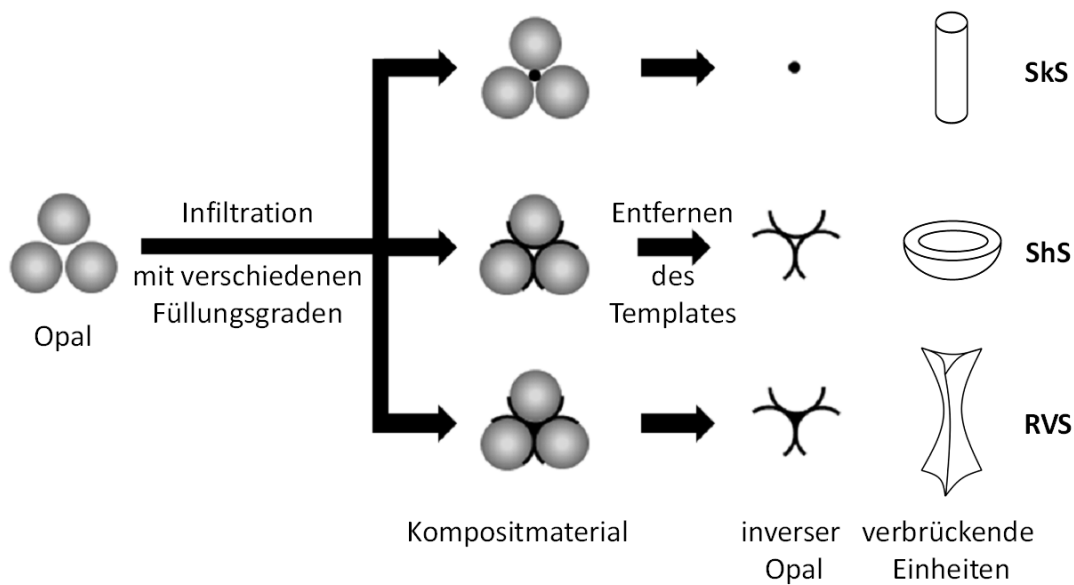 SkS
Infiltration
mit verschiedenen
Füllungsgraden
Opal
Entfernen
des
Templates
ShS
RVS
Kompositmaterial
inverser
Opal
verbrückende
Einheiten